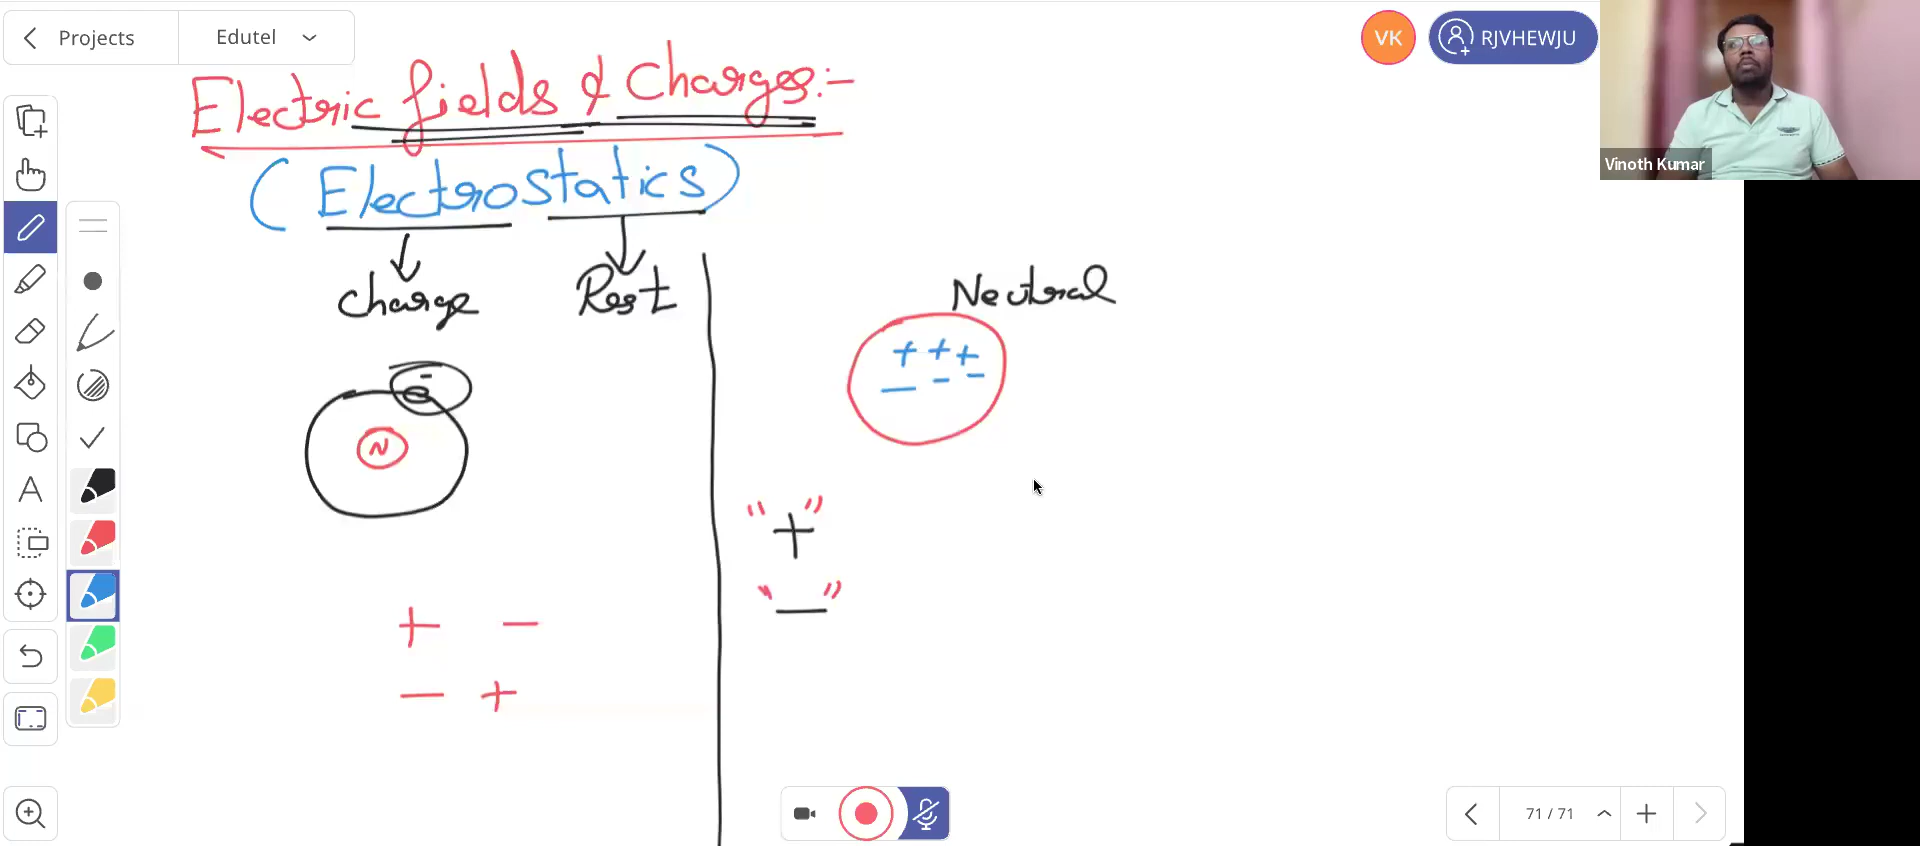 Projects
Edutel
VK
RJVHEWJU
Electric fields & Charges:-
(Electrostatics)
Vinoth Kumar
charge
Rest
Neutral
+ + +
- - -
-
N
" + "
" - "
+ -
- +
A
71 / 71